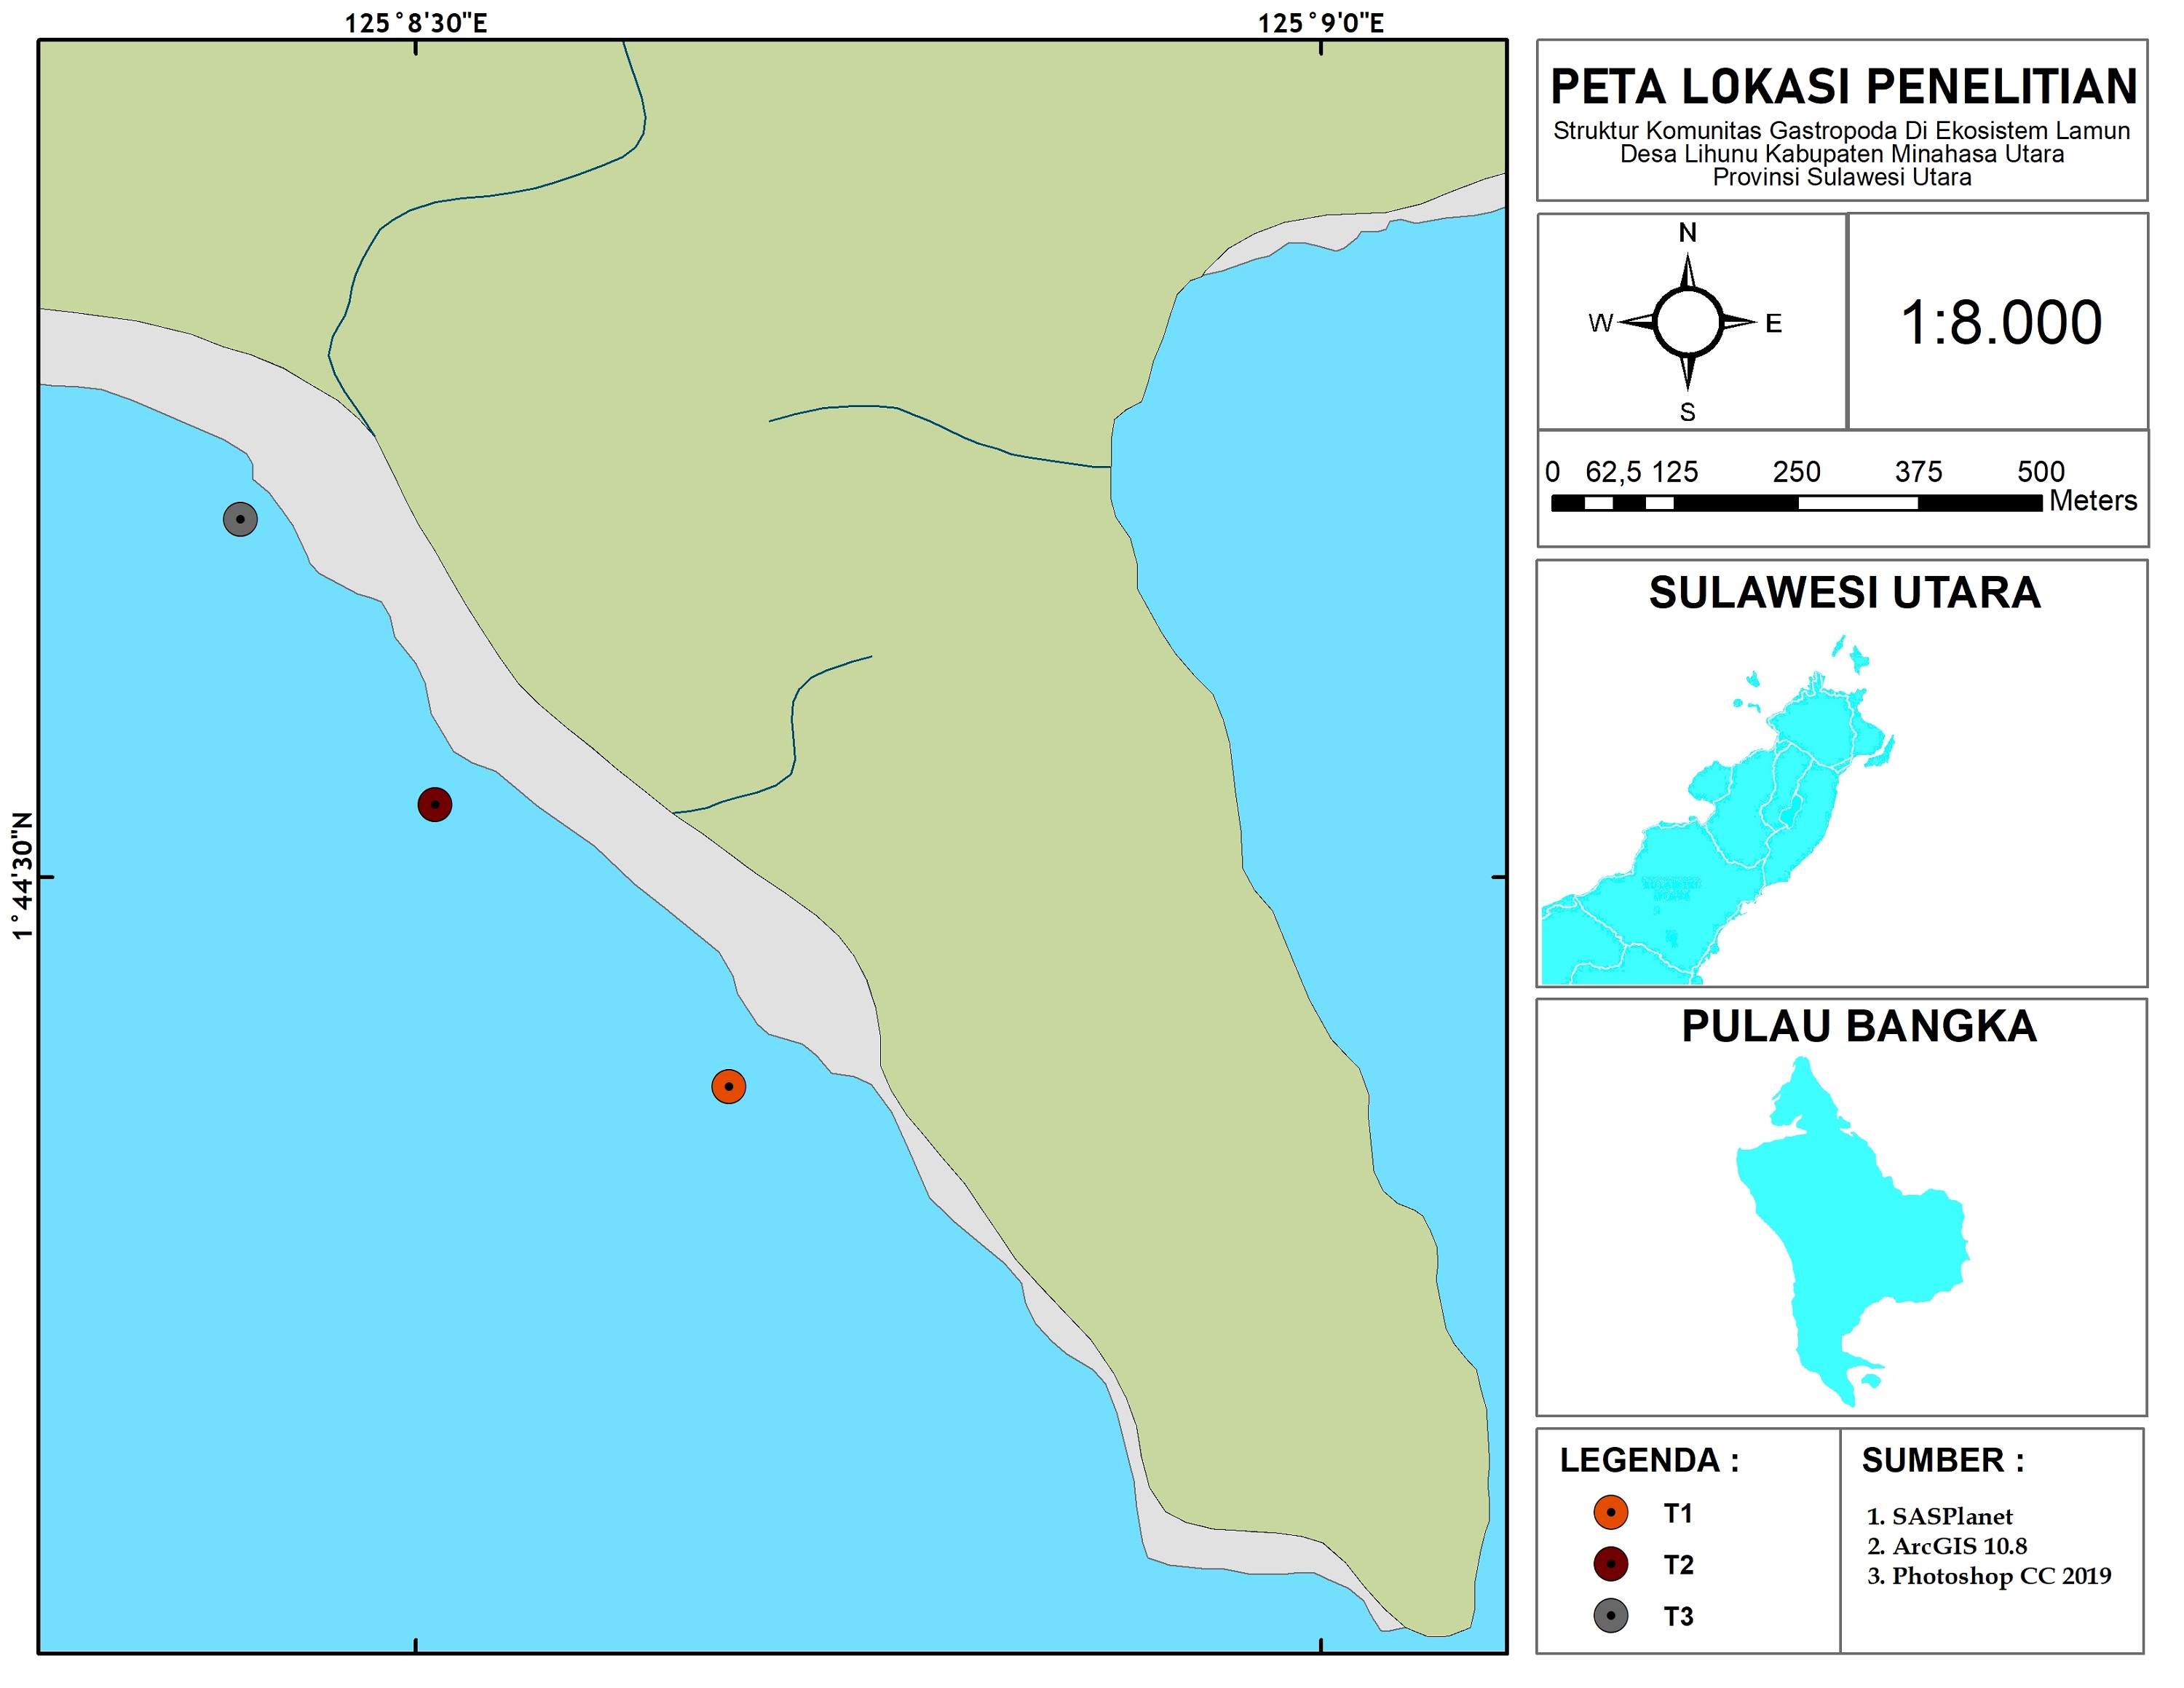 125°8'30"E
125°9'0"E
1°44'30"N
PETA LOKASI PENELITIAN
Struktur Komunitas Gastropoda Di Ekosistem Lamun
Desa Lihunu Kabupaten Minahasa Utara
Provinsi Sulawesi Utara
N
W
E
S
1:8.000
0 62,5 125 250 375 500
Meters
SULAWESI UTARA
PULAU BANGKA
LEGENDA :
T1
T2
T3
SUMBER :
1. SASPlanet
2. ArcGIS 10.8
3. Photoshop CC 2019